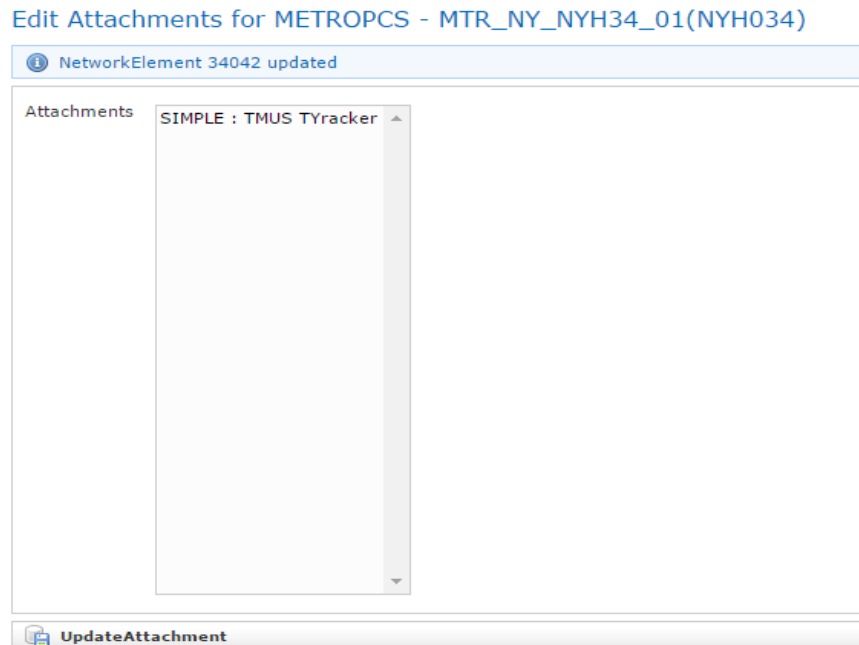 Edit Attachments for METROPCS - MTR_NY_NYH34_01(NYH034)
NetworkElement 34042 updated
Attachments
SIMPLE : TMUS TYracker
UpdateAttachment